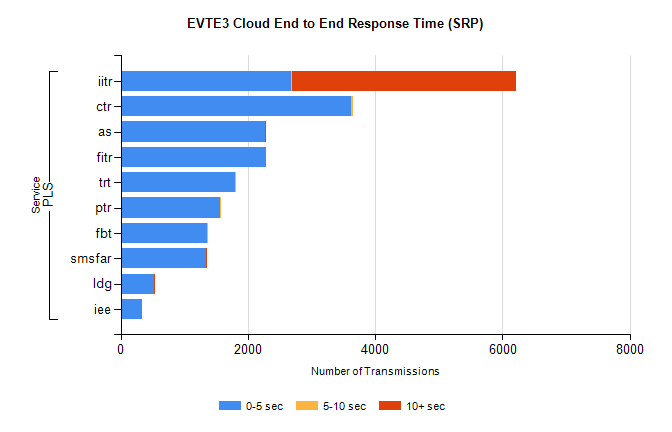 EVTE3 Cloud End to End Response Time (SRP)
Service
PLS
iitr
ctr
as
fitr
trt
ptr
fbt
smsfar
ldg
iee
0 2000 4000 6000 8000
Number of Transmissions
0-5 sec 5-10 sec 10+ sec